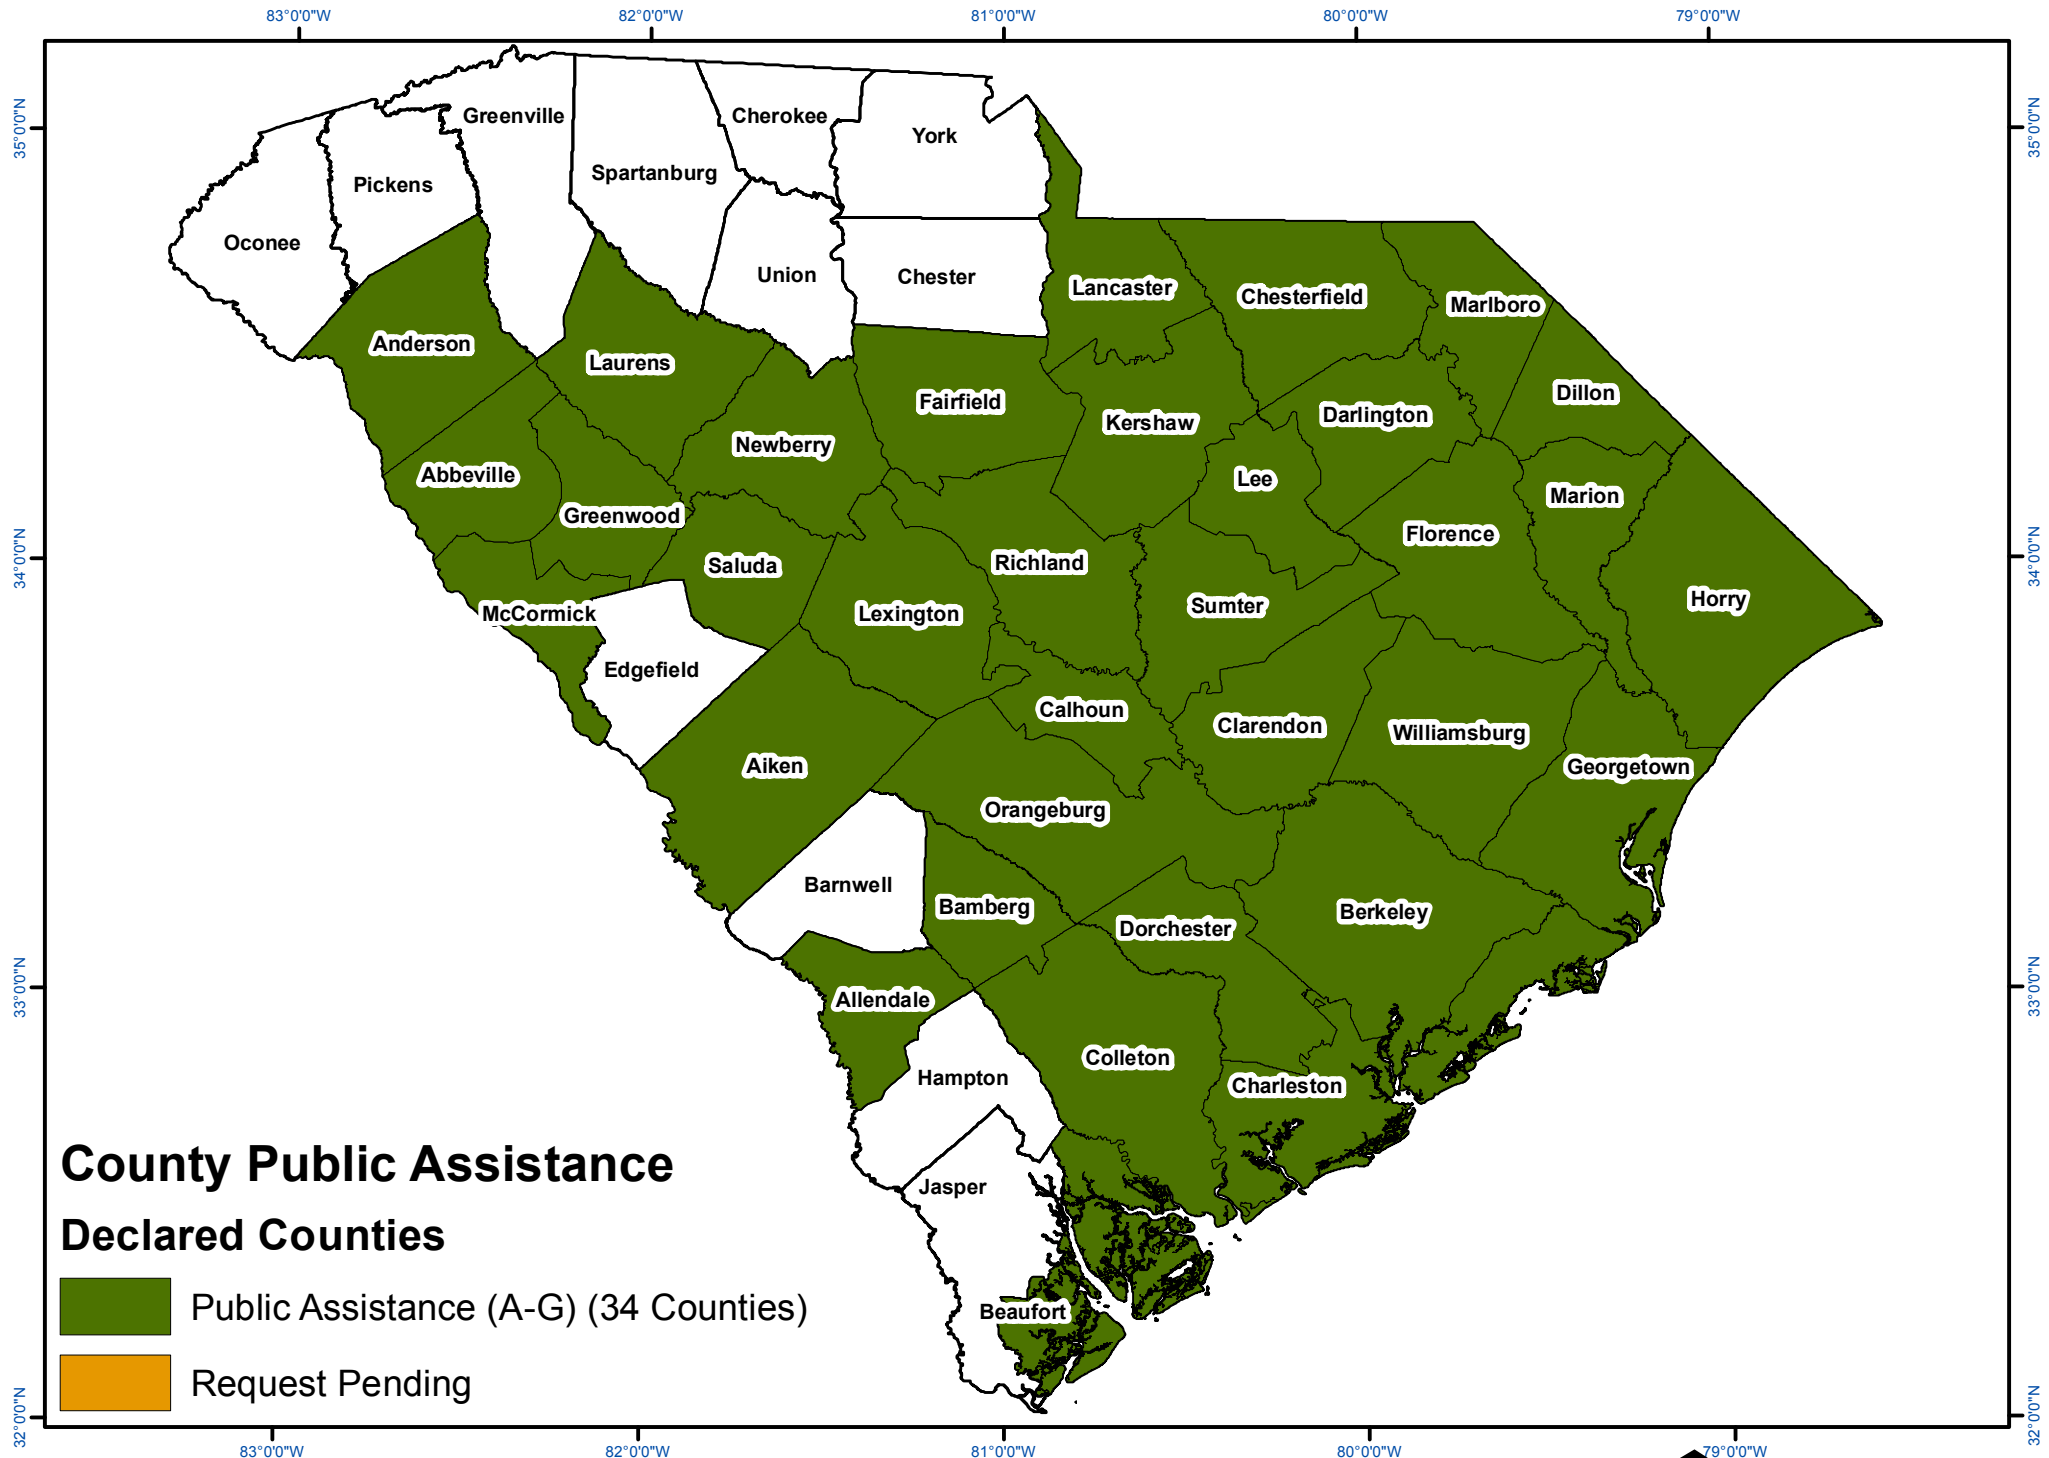 83°0'0"W 82°0'0"W 81°0'0"W 80°0'0"W 79°0'0"W
35°0'0"N
35°0'0"N
Greenville
Cherokee
York
Spartanburg
Pickens
Oconee
Union
Chester
Lancaster
Chesterfield
Marlboro
Anderson
Laurens
Dillon
Fairfield
Darlington
Kershaw
Newberry
Abbeville
Lee
Marion
Greenwood
Florence
34°0'0"N
34°0'0"N
Saluda
Richland
Horry
Sumter
McCormick
Lexington
Edgefield
Calhoun
Clarendon
Williamsburg
Aiken
Georgetown
Orangeburg
Barnwell
Bamberg
Berkeley
Dorchester
33°0'0"N
33°0'0"N
Allendale
Colleton
Hampton
Charleston
Jasper
Beaufort
County Public Assistance
Declared Counties
Public Assistance (A-G) (34 Counties)
Request Pending
32°0'0"N
32°0'0"N
83°0'0"W 82°0'0"W 81°0'0"W 80°0'0"W 79°0'0"W